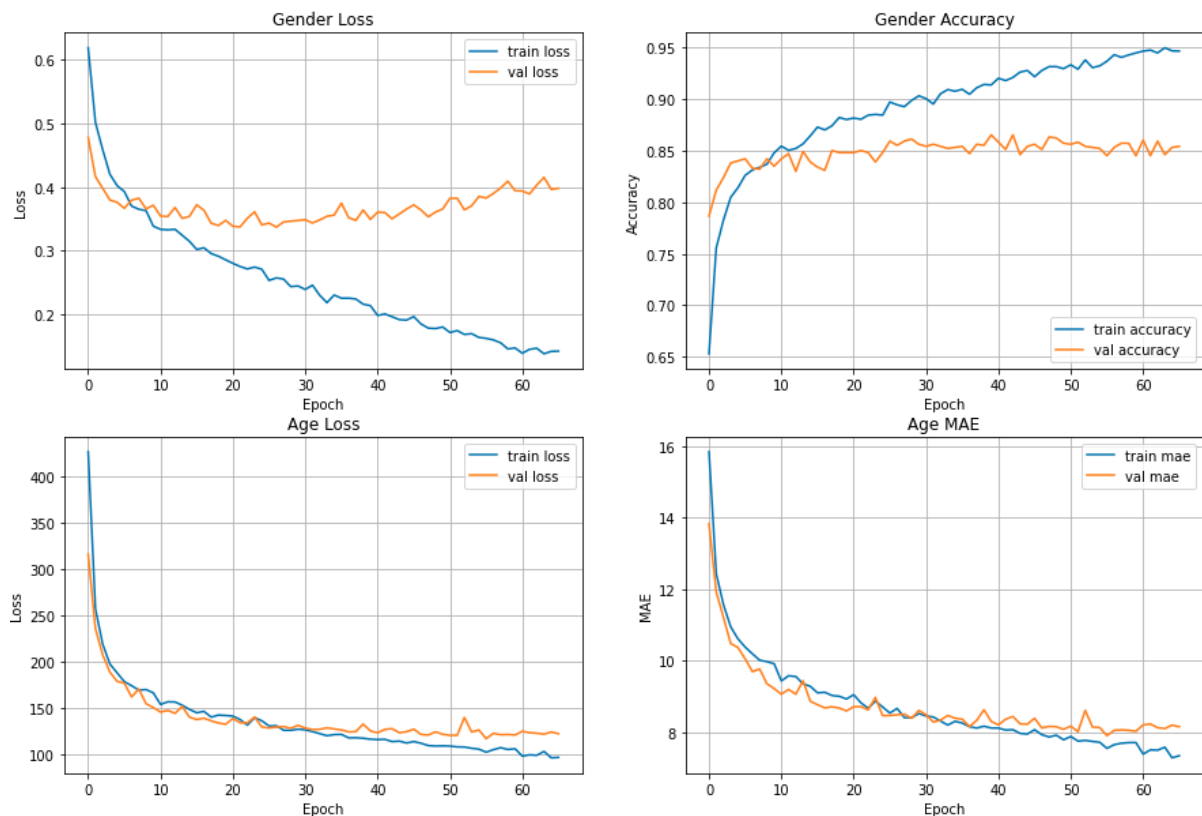 Gender Loss
train loss
val loss
0.6
0.5
0.4
0.3
0.2
Loss
0 10 20 30 40 50 60
Epoch
Gender Accuracy
train accuracy
val accuracy
0.95
0.90
0.85
0.80
0.75
0.70
0.65
Accuracy
0 10 20 30 40 50 60
Epoch
Age Loss
train loss
val loss
400
350
300
250
200
150
100
Loss
0 10 20 30 40 50 60
Epoch
Age MAE
train mae
val mae
16
14
12
10
8
MAE
0 10 20 30 40 50 60
Epoch